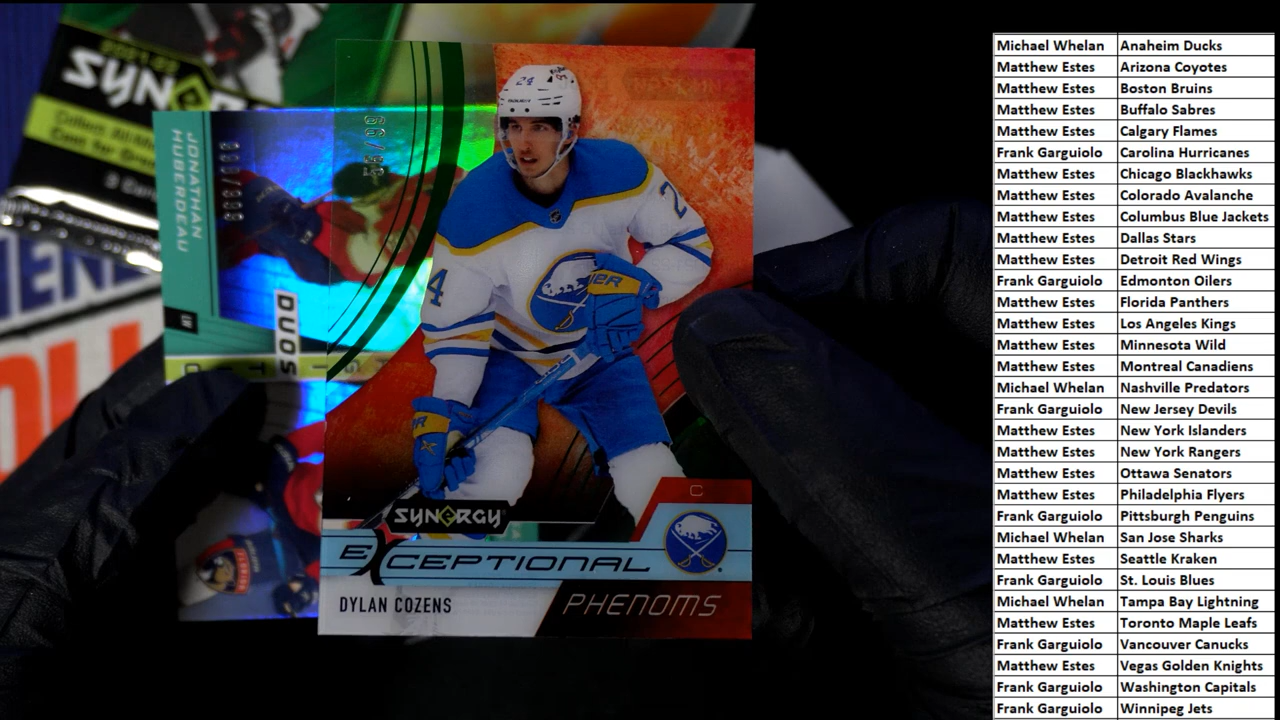 2021-22
SYNERGY
JONATHAN
HUBERDEAU
LW
DUOS
24
24
SYNERGY
C
EXCEPTIONAL
DYLAN COZENS
PHENOMS
Michael Whelan Anaheim Ducks
Matthew Estes Arizona Coyotes
Matthew Estes Boston Bruins
Matthew Estes Buffalo Sabres
Matthew Estes Calgary Flames
Frank Garguiolo Carolina Hurricanes
Matthew Estes Chicago Blackhawks
Matthew Estes Colorado Avalanche
Matthew Estes Columbus Blue Jackets
Matthew Estes Dallas Stars
Matthew Estes Detroit Red Wings
Frank Garguiolo Edmonton Oilers
Matthew Estes Florida Panthers
Matthew Estes Los Angeles Kings
Matthew Estes Minnesota Wild
Matthew Estes Montreal Canadiens
Michael Whelan Nashville Predators
Frank Garguiolo New Jersey Devils
Matthew Estes New York Islanders
Matthew Estes New York Rangers
Matthew Estes Ottawa Senators
Matthew Estes Philadelphia Flyers
Frank Garguiolo Pittsburgh Penguins
Michael Whelan San Jose Sharks
Matthew Estes Seattle Kraken
Frank Garguiolo St. Louis Blues
Michael Whelan Tampa Bay Lightning
Matthew Estes Toronto Maple Leafs
Frank Garguiolo Vancouver Canucks
Matthew Estes Vegas Golden Knights
Frank Garguiolo Washington Capitals
Frank Garguiolo Winnipeg Jets